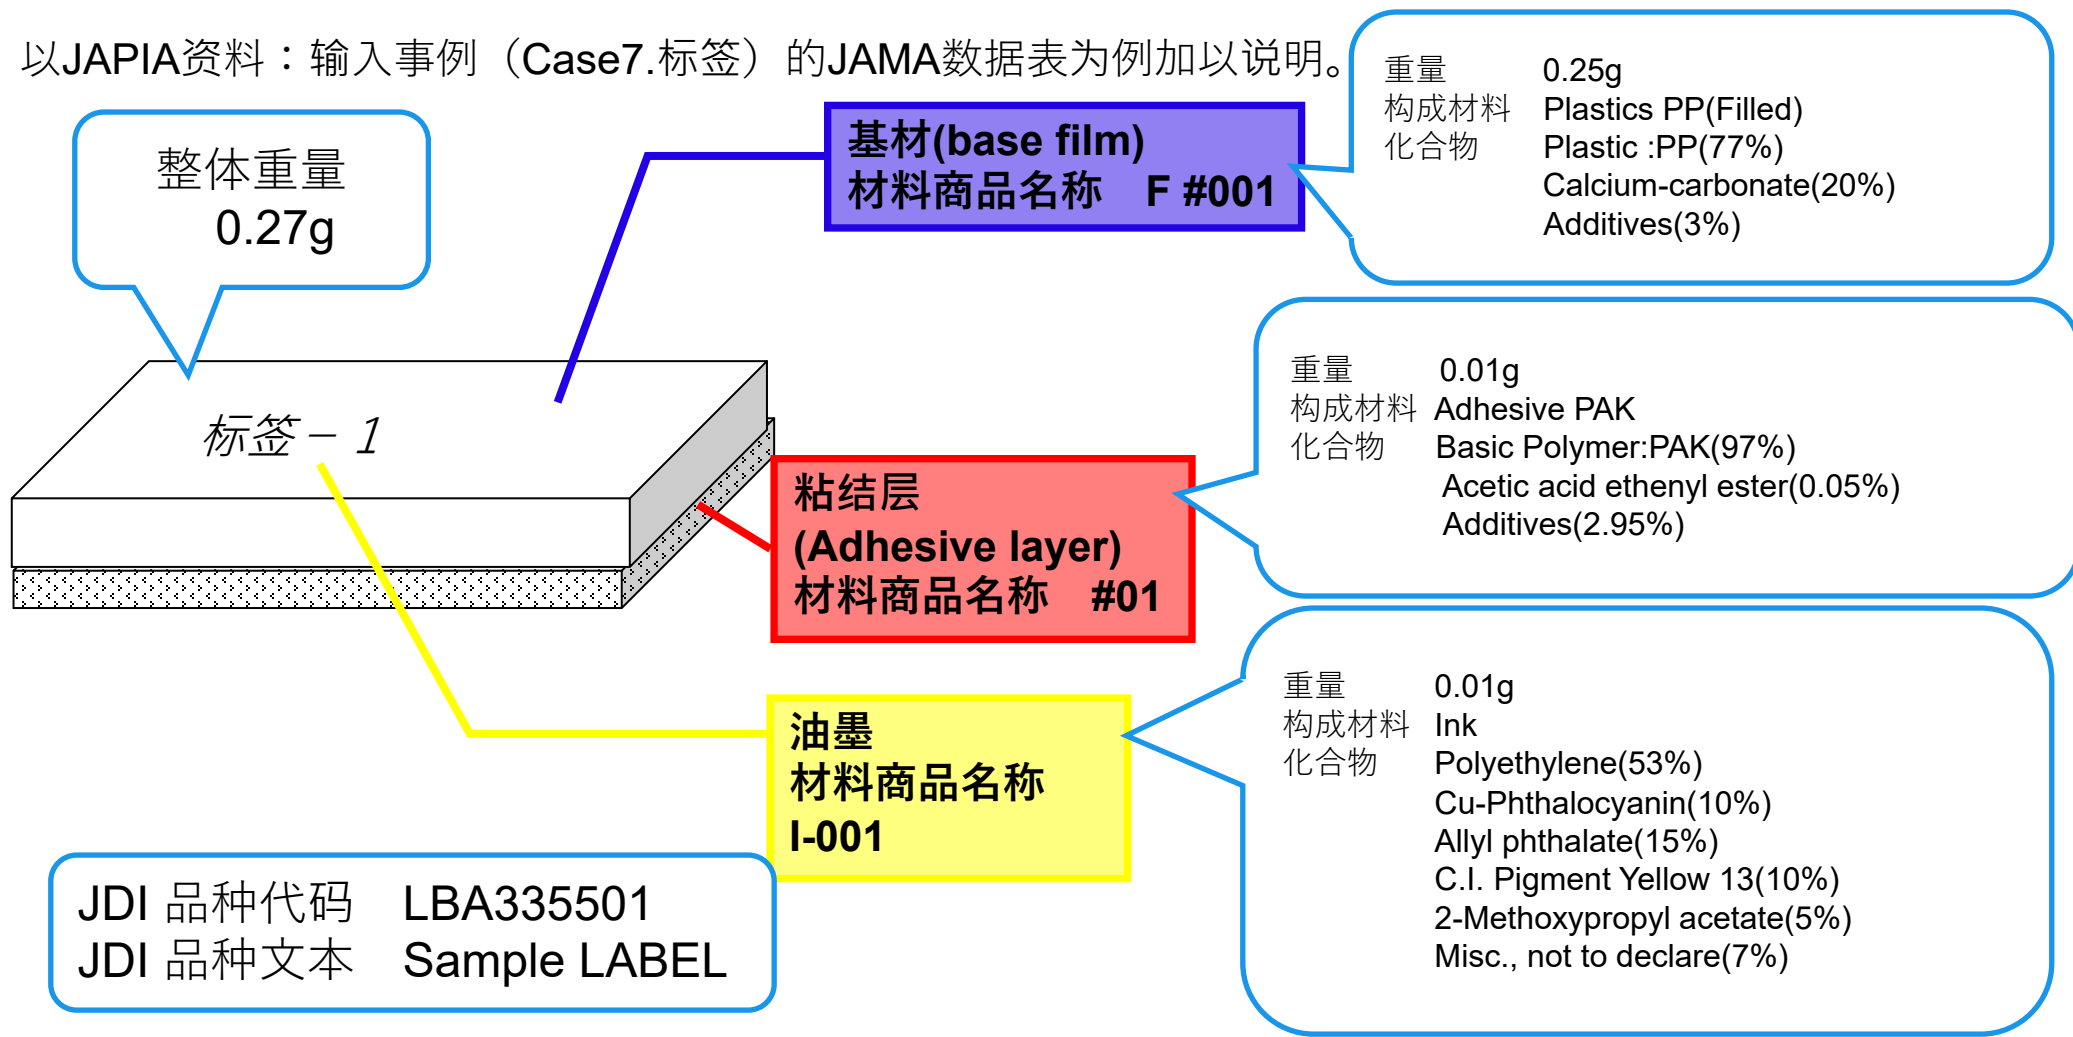 以JAPIA资料：输入事例（Case7.标签）的JAMA数据表为例加以说明。
整体重量
0.27g
基材(base film)
材料商品名称　F #001
重量　0.25g
构成材料　Plastics PP(Filled)
化合物　Plastic :PP(77%)
Calcium-carbonate(20%)
Additives(3%)
标签－1
粘结层
(Adhesive layer)
材料商品名称　#01
重量　0.01g
构成材料　Adhesive PAK
化合物　Basic Polymer:PAK(97%)
Acetic acid ethenyl ester(0.05%)
Additives(2.95%)
油墨
材料商品名称
I-001
重量　0.01g
构成材料　Ink
化合物　Polyethylene(53%)
Cu-Phthalocyanin(10%)
Allyl phthalate(15%)
C.I. Pigment Yellow 13(10%)
2-Methoxypropyl acetate(5%)
Misc., not to declare(7%)
JDI 品种代码　LBA335501
JDI 品种文本　Sample LABEL